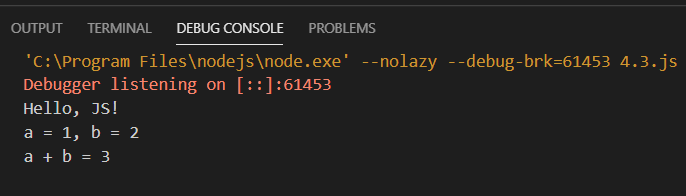 OUTPUT TERMINAL DEBUG CONSOLE PROBLEMS
'C:\Program Files\nodejs\node.exe' --nolazy --debug-brk=61453 4.3.js
Debugger listening on [::]:61453
Hello, JS!
a = 1, b = 2
a + b = 3